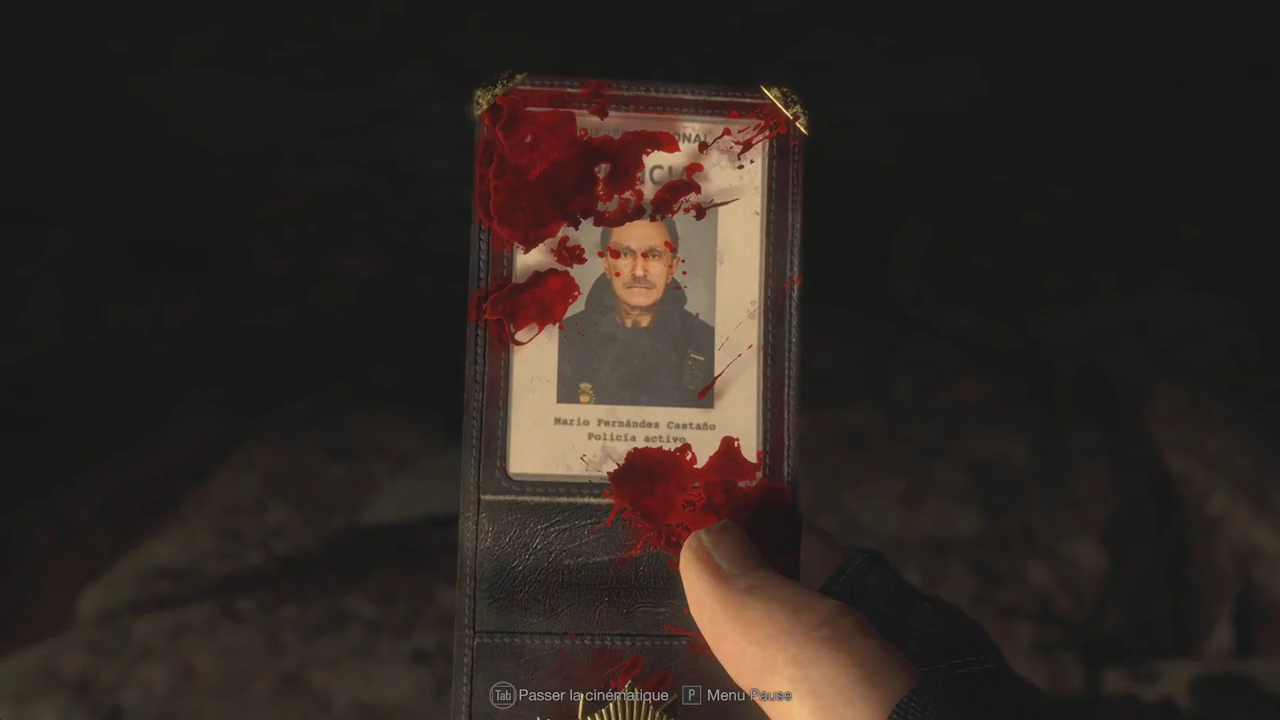 Mario Fernández Castaño
Policía activo
Tab Passer la cinématique P Menu Pause